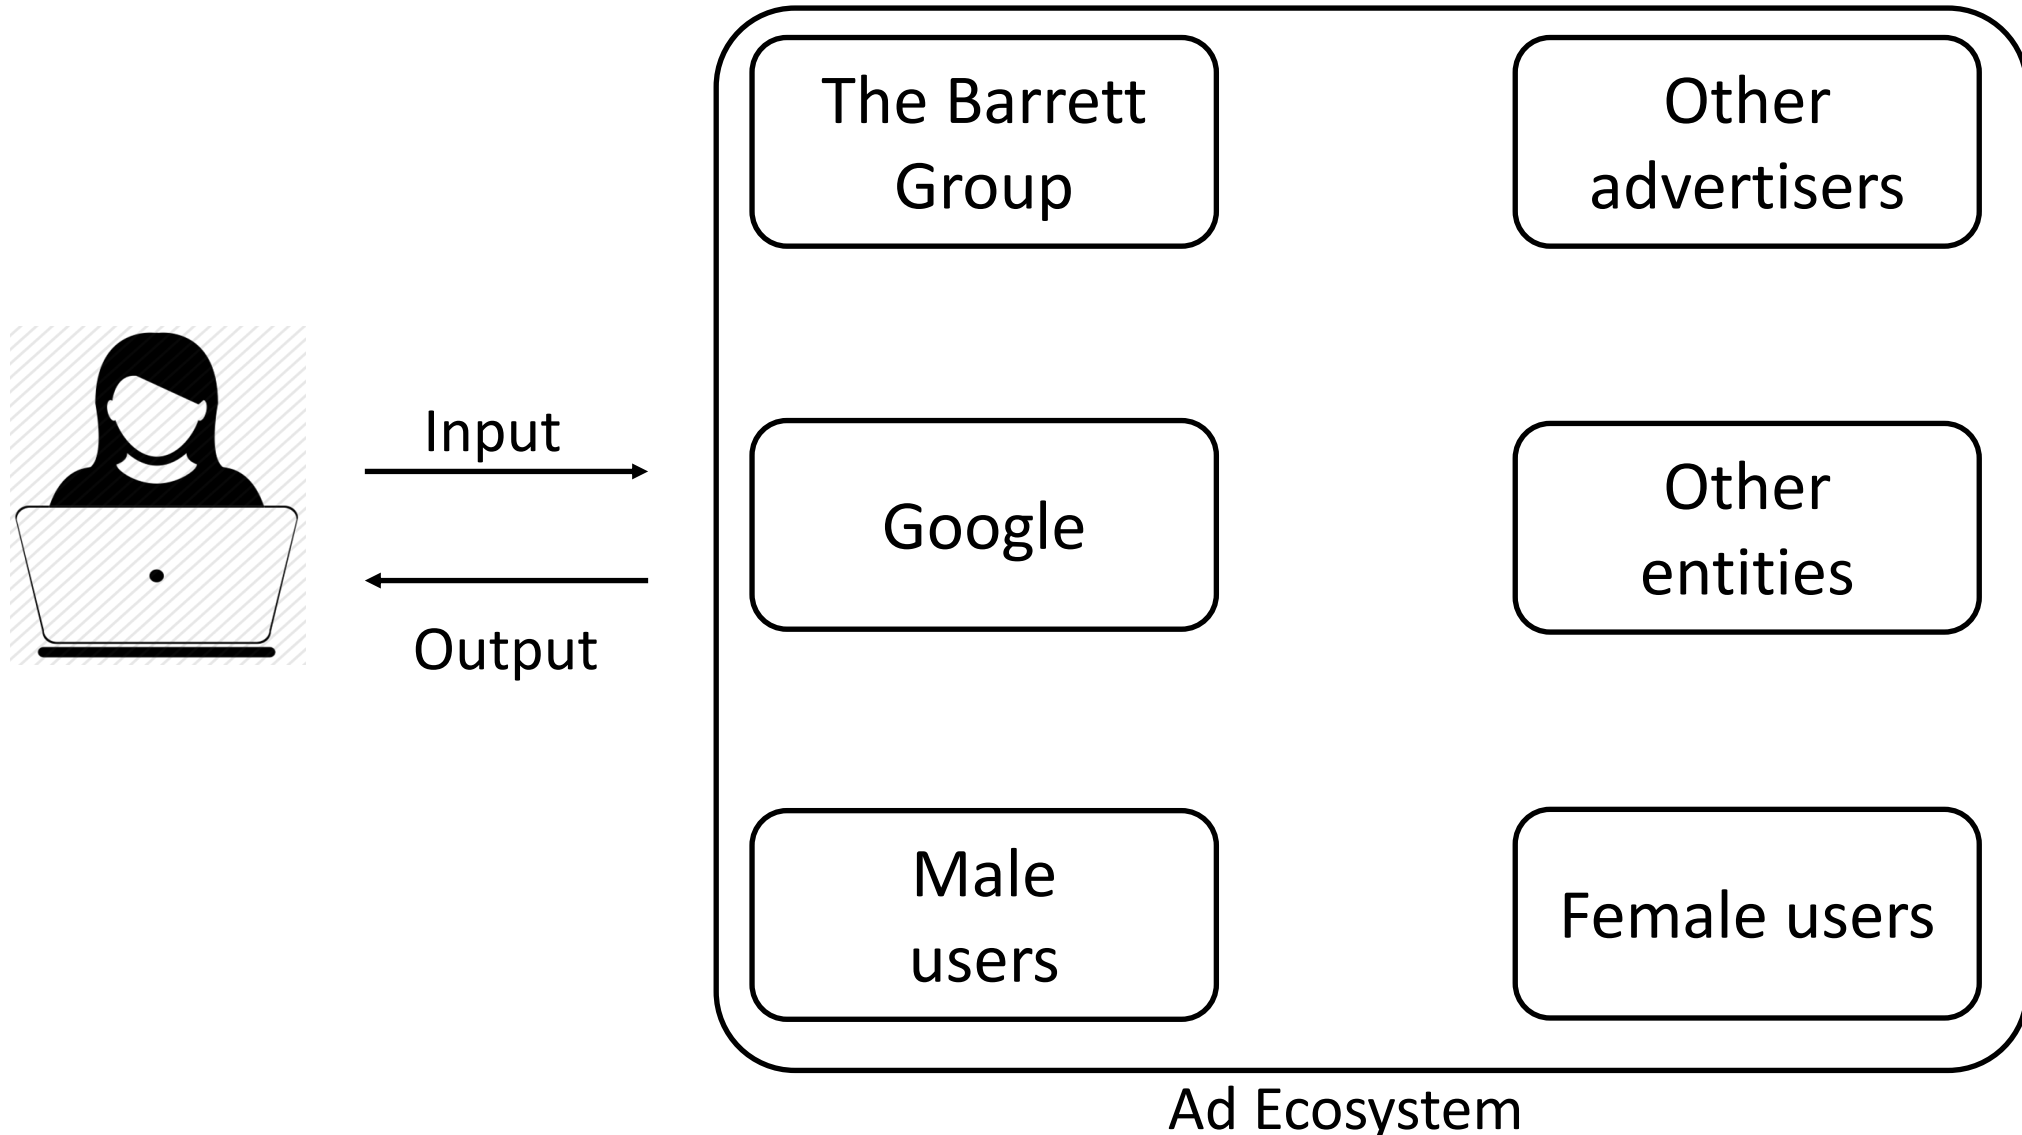 The Barrett
Group
Other
advertisers
Input
Output
Google
Other
entities
Male
users
Female users
Ad Ecosystem